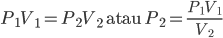 P₁V₁ = P₂V₂ atau P₂ = P₁V₁/V₂